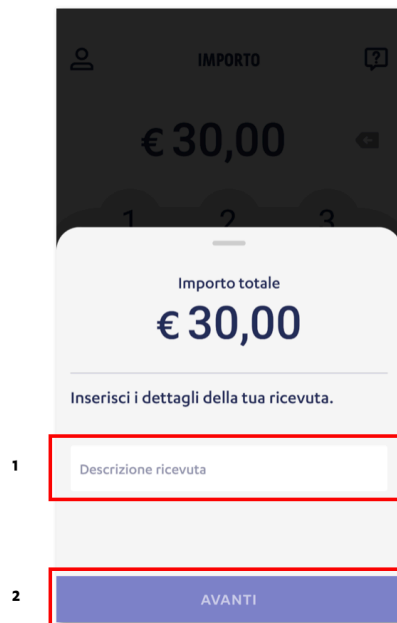 IMPORTO
€ 30,00
1 2 3
Importo totale
€ 30,00
Inserisci i dettagli della tua ricevuta.
1
Descrizione ricevuta
2
AVANTI